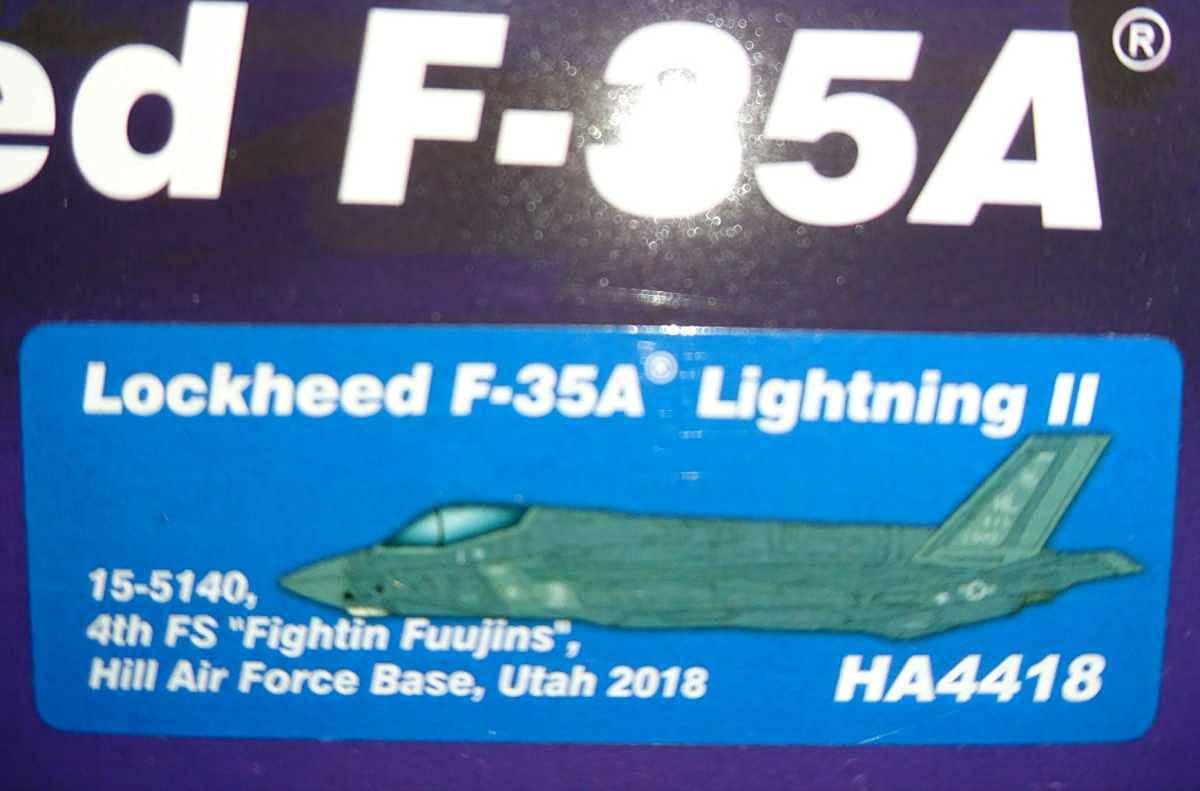 ed F-35A®
Lockheed F-35A Lightning II
15-5140,
4th FS "Fightin Fuujins",
Hill Air Force Base, Utah 2018
HA4418